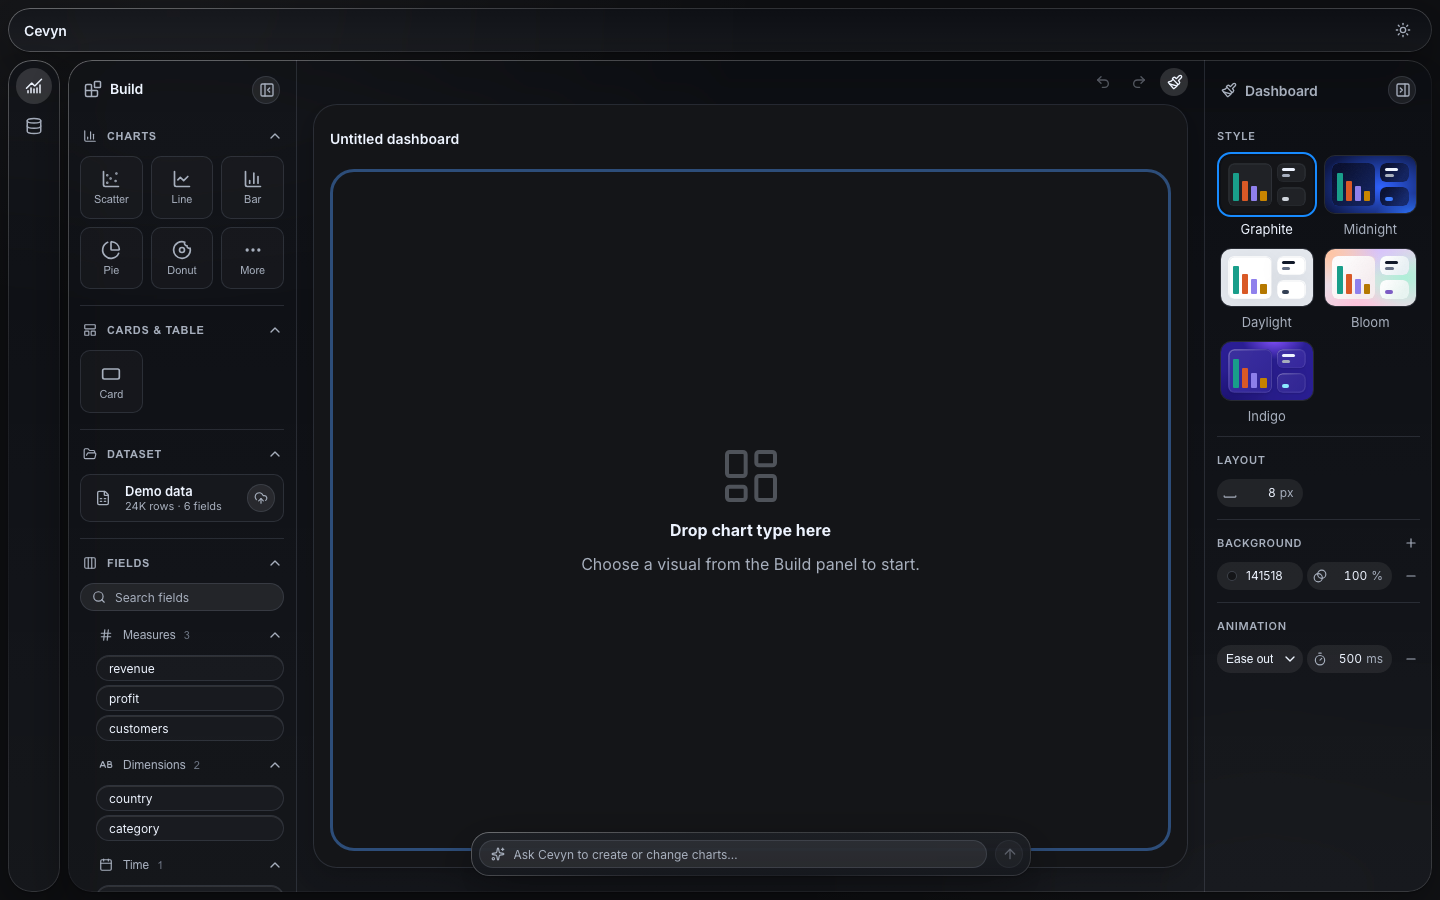 Cevyn
Build
CHARTS
Scatter
Line
Bar
Pie
Donut
More
CARDS & TABLE
Card
DATASET
Demo data
24K rows · 6 fields
FIELDS
Search fields
Measures 3
revenue
profit
customers
AB Dimensions 2
country
category
Time 1
Untitled dashboard
Drop chart type here
Choose a visual from the Build panel to start.
Ask Cevyn to create or change charts...
Dashboard
STYLE
Graphite
Midnight
Daylight
Bloom
Indigo
LAYOUT
8 px
BACKGROUND
141518
100 %
ANIMATION
Ease out
500 ms